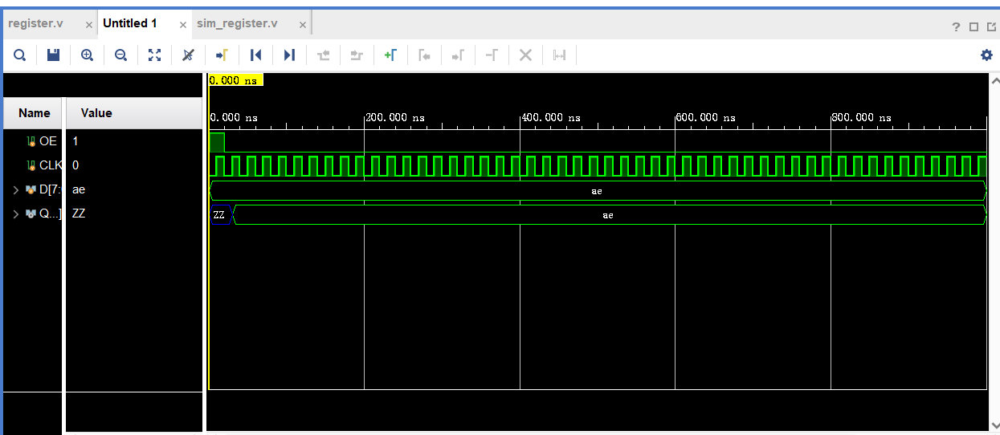 register.v × Untitled 1 × sim_register.v ×
?
0.000 ns
Name Value
0.000 ns 200.000 ns 400.000 ns 600.000 ns 800.000 ns
OE 1
CLK 0
D[7: ae ae
Q...] ZZ ZZ ae